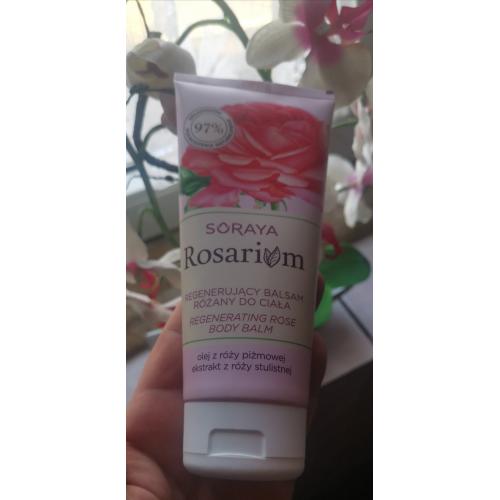 97%
SORAYA
Rosarium
REGENERUJĄCY BALSAM
RÓŻANY DO CIAŁA
REGENERATING ROSE
BODY BALM
olej z róży piżmowej
ekstrakt z róży stulistnej